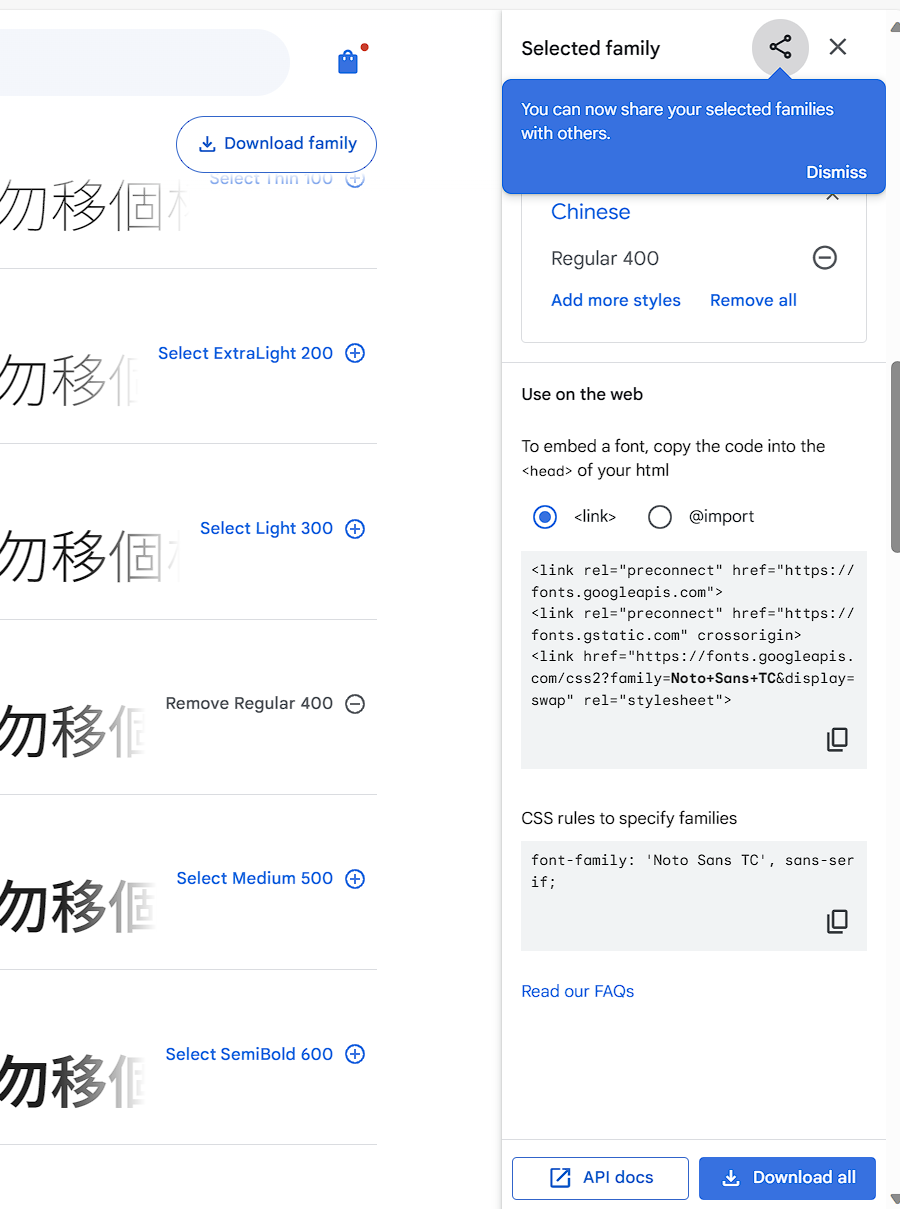 Download family
Select Thin 100
勿移個
Select ExtraLight 200
勿移個
Select Light 300
勿移個
Remove Regular 400
勿移個
Select Medium 500
勿移個
Select SemiBold 600
勿移個
Selected family
You can now share your selected families
with others.
Dismiss
Chinese
Regular 400
Add more styles
Remove all
Use on the web
To embed a font, copy the code into the
<head> of your html
<link>
@import
<link rel="preconnect" href="https://
fonts.googleapis.com">
<link rel="preconnect" href="https://
fonts.gstatic.com" crossorigin>
<link href="https://fonts.googleapis.
com/css2?family=Noto+Sans+TC&display=
swap" rel="stylesheet">
CSS rules to specify families
font-family: 'Noto Sans TC', sans-ser
if;
Read our FAQs
API docs
Download all